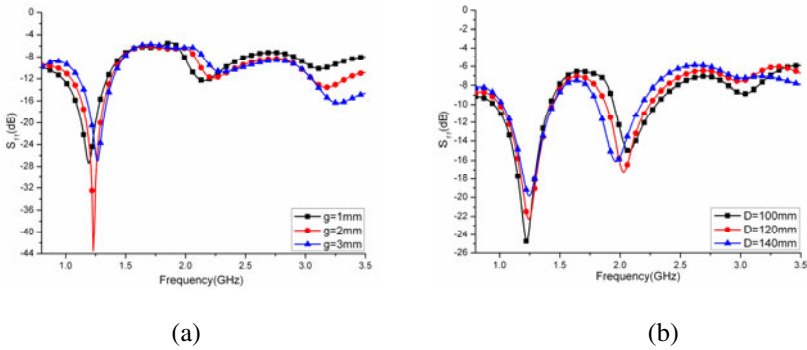 0
-4
-8
-12
-16
-20
-24
-28
-32
-36
-40
-44
S11(dB)
1.0 1.5 2.0 2.5 3.0 3.5
Frequency(GHz)
g=1mm
g=2mm
g=3mm
(a)
0
-2
-4
-6
-8
-10
-12
-14
-16
-18
-20
-22
-24
-26
S11(dB)
1.0 1.5 2.0 2.5 3.0 3.5
Frequency(GHz)
D=100mm
D=120mm
D=140mm
(b)